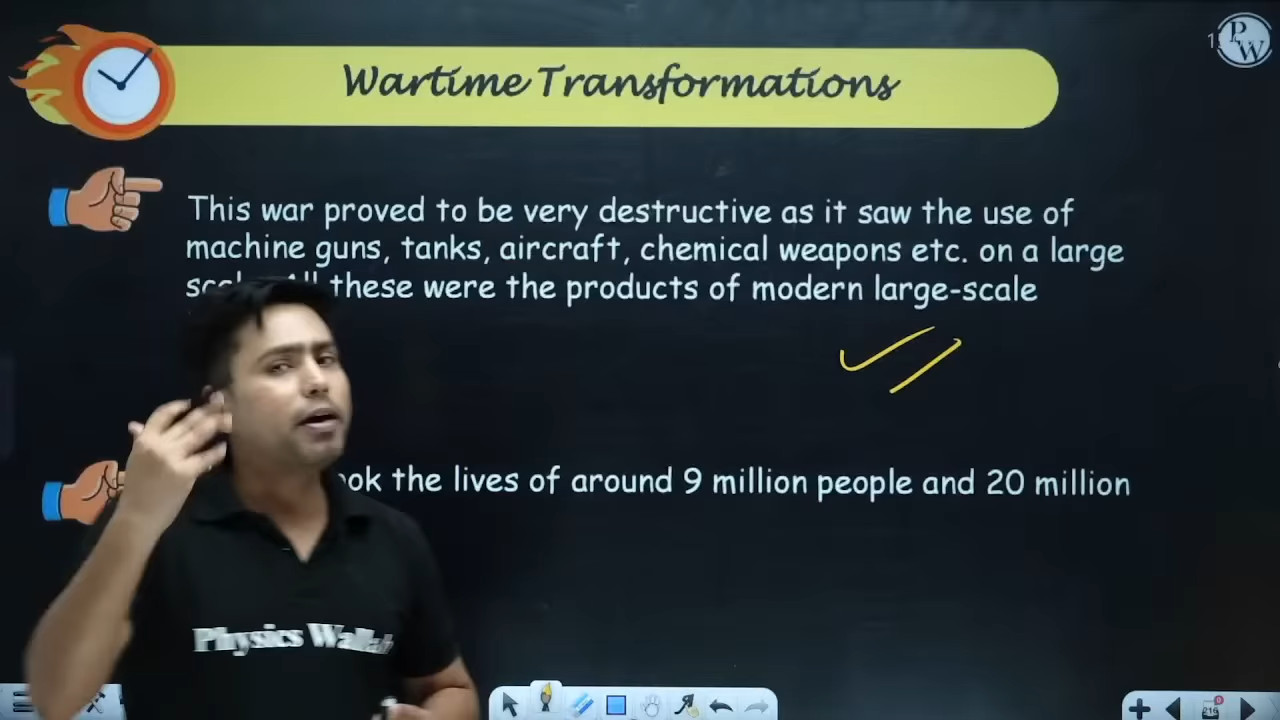 Wartime Transformations
PW
This war proved to be very destructive as it saw the use of
machine guns, tanks, aircraft, chemical weapons etc. on a large
these were the products of modern large-scale
the lives of around 9 million people and 20 million
Physics Wallah
216